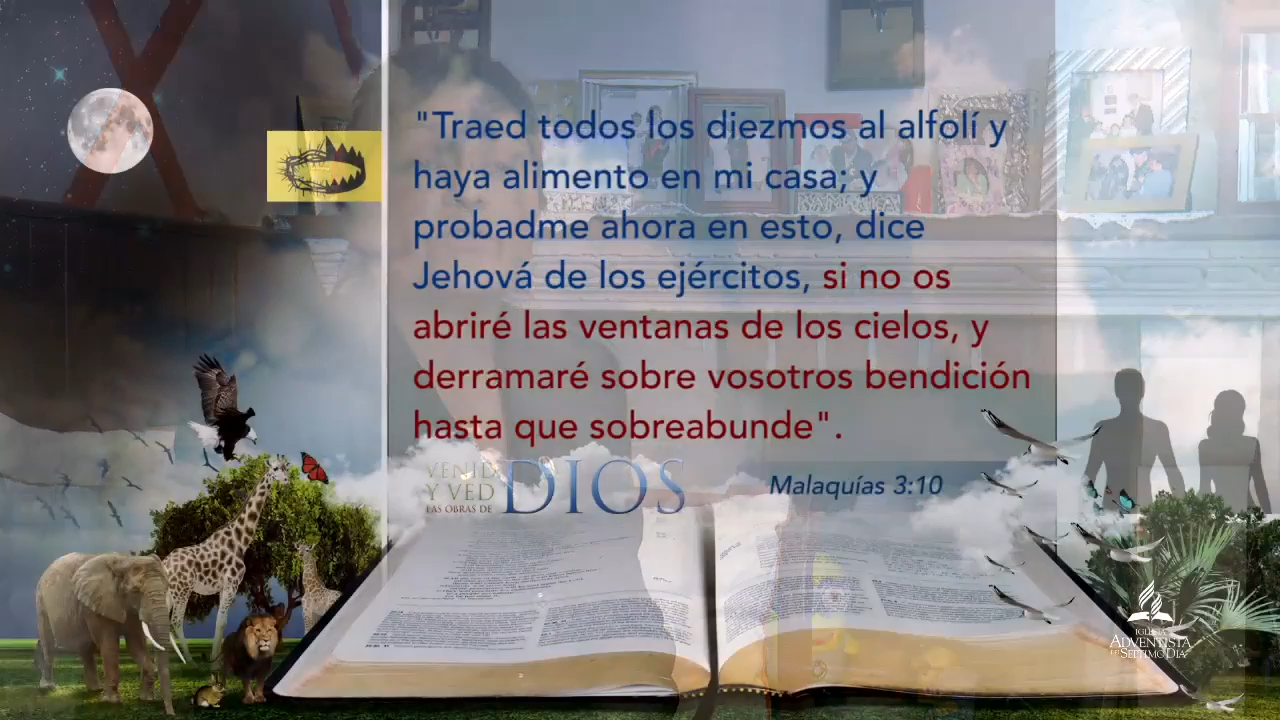 "Traed todos los diezmos al alfolí y
haya alimento en mi casa; y
probadme ahora en esto, dice
Jehová de los ejércitos, si no os
abriré las ventanas de los cielos, y
derramaré sobre vosotros bendición
hasta que sobreabunde".
VENID
Y VED
LAS OBRAS DE
DIOS
Malaquías 3:10
IGLESIA
ADVENTISTA
DEL SÉPTIMO DÍA